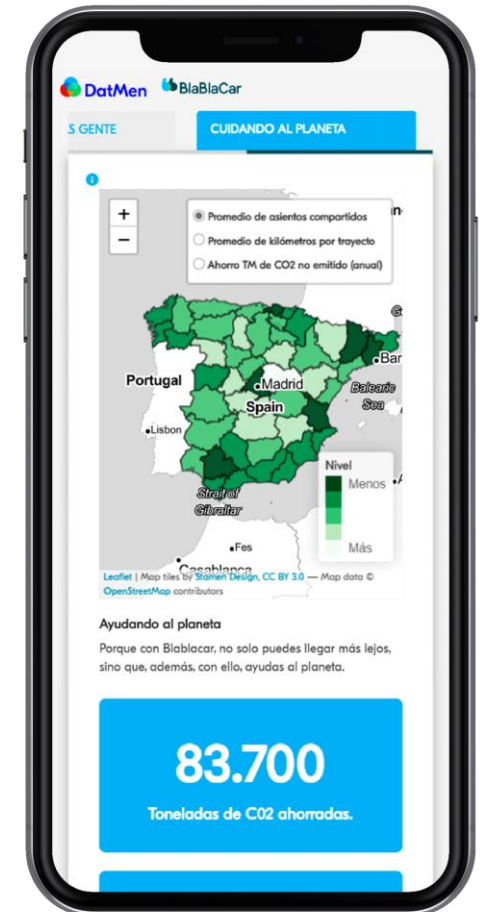 DatMen BlaBlaCar
S GENTE
CUIDANDO AL PLANETA
i
+
−
Promedio de asientos compartidos
Promedio de kilómetros por trayecto
Ahorro TM de CO2 no emitido (anual)
Bar
Portugal
Madrid
Balearic
Sea
Spain
Lisbon
Nivel
Menos
Más
Strait of
Gibraltar
Fes
Casablanca
Leaflet | Map tiles by Stamen Design, CC BY 3.0 — Map data ©
OpenStreetMap contributors
Ayudando al planeta
Porque con Blablacar, no solo puedes llegar más lejos,
sino que, además, con ello, ayudas al planeta.
83.700
Toneladas de C02 ahorradas.